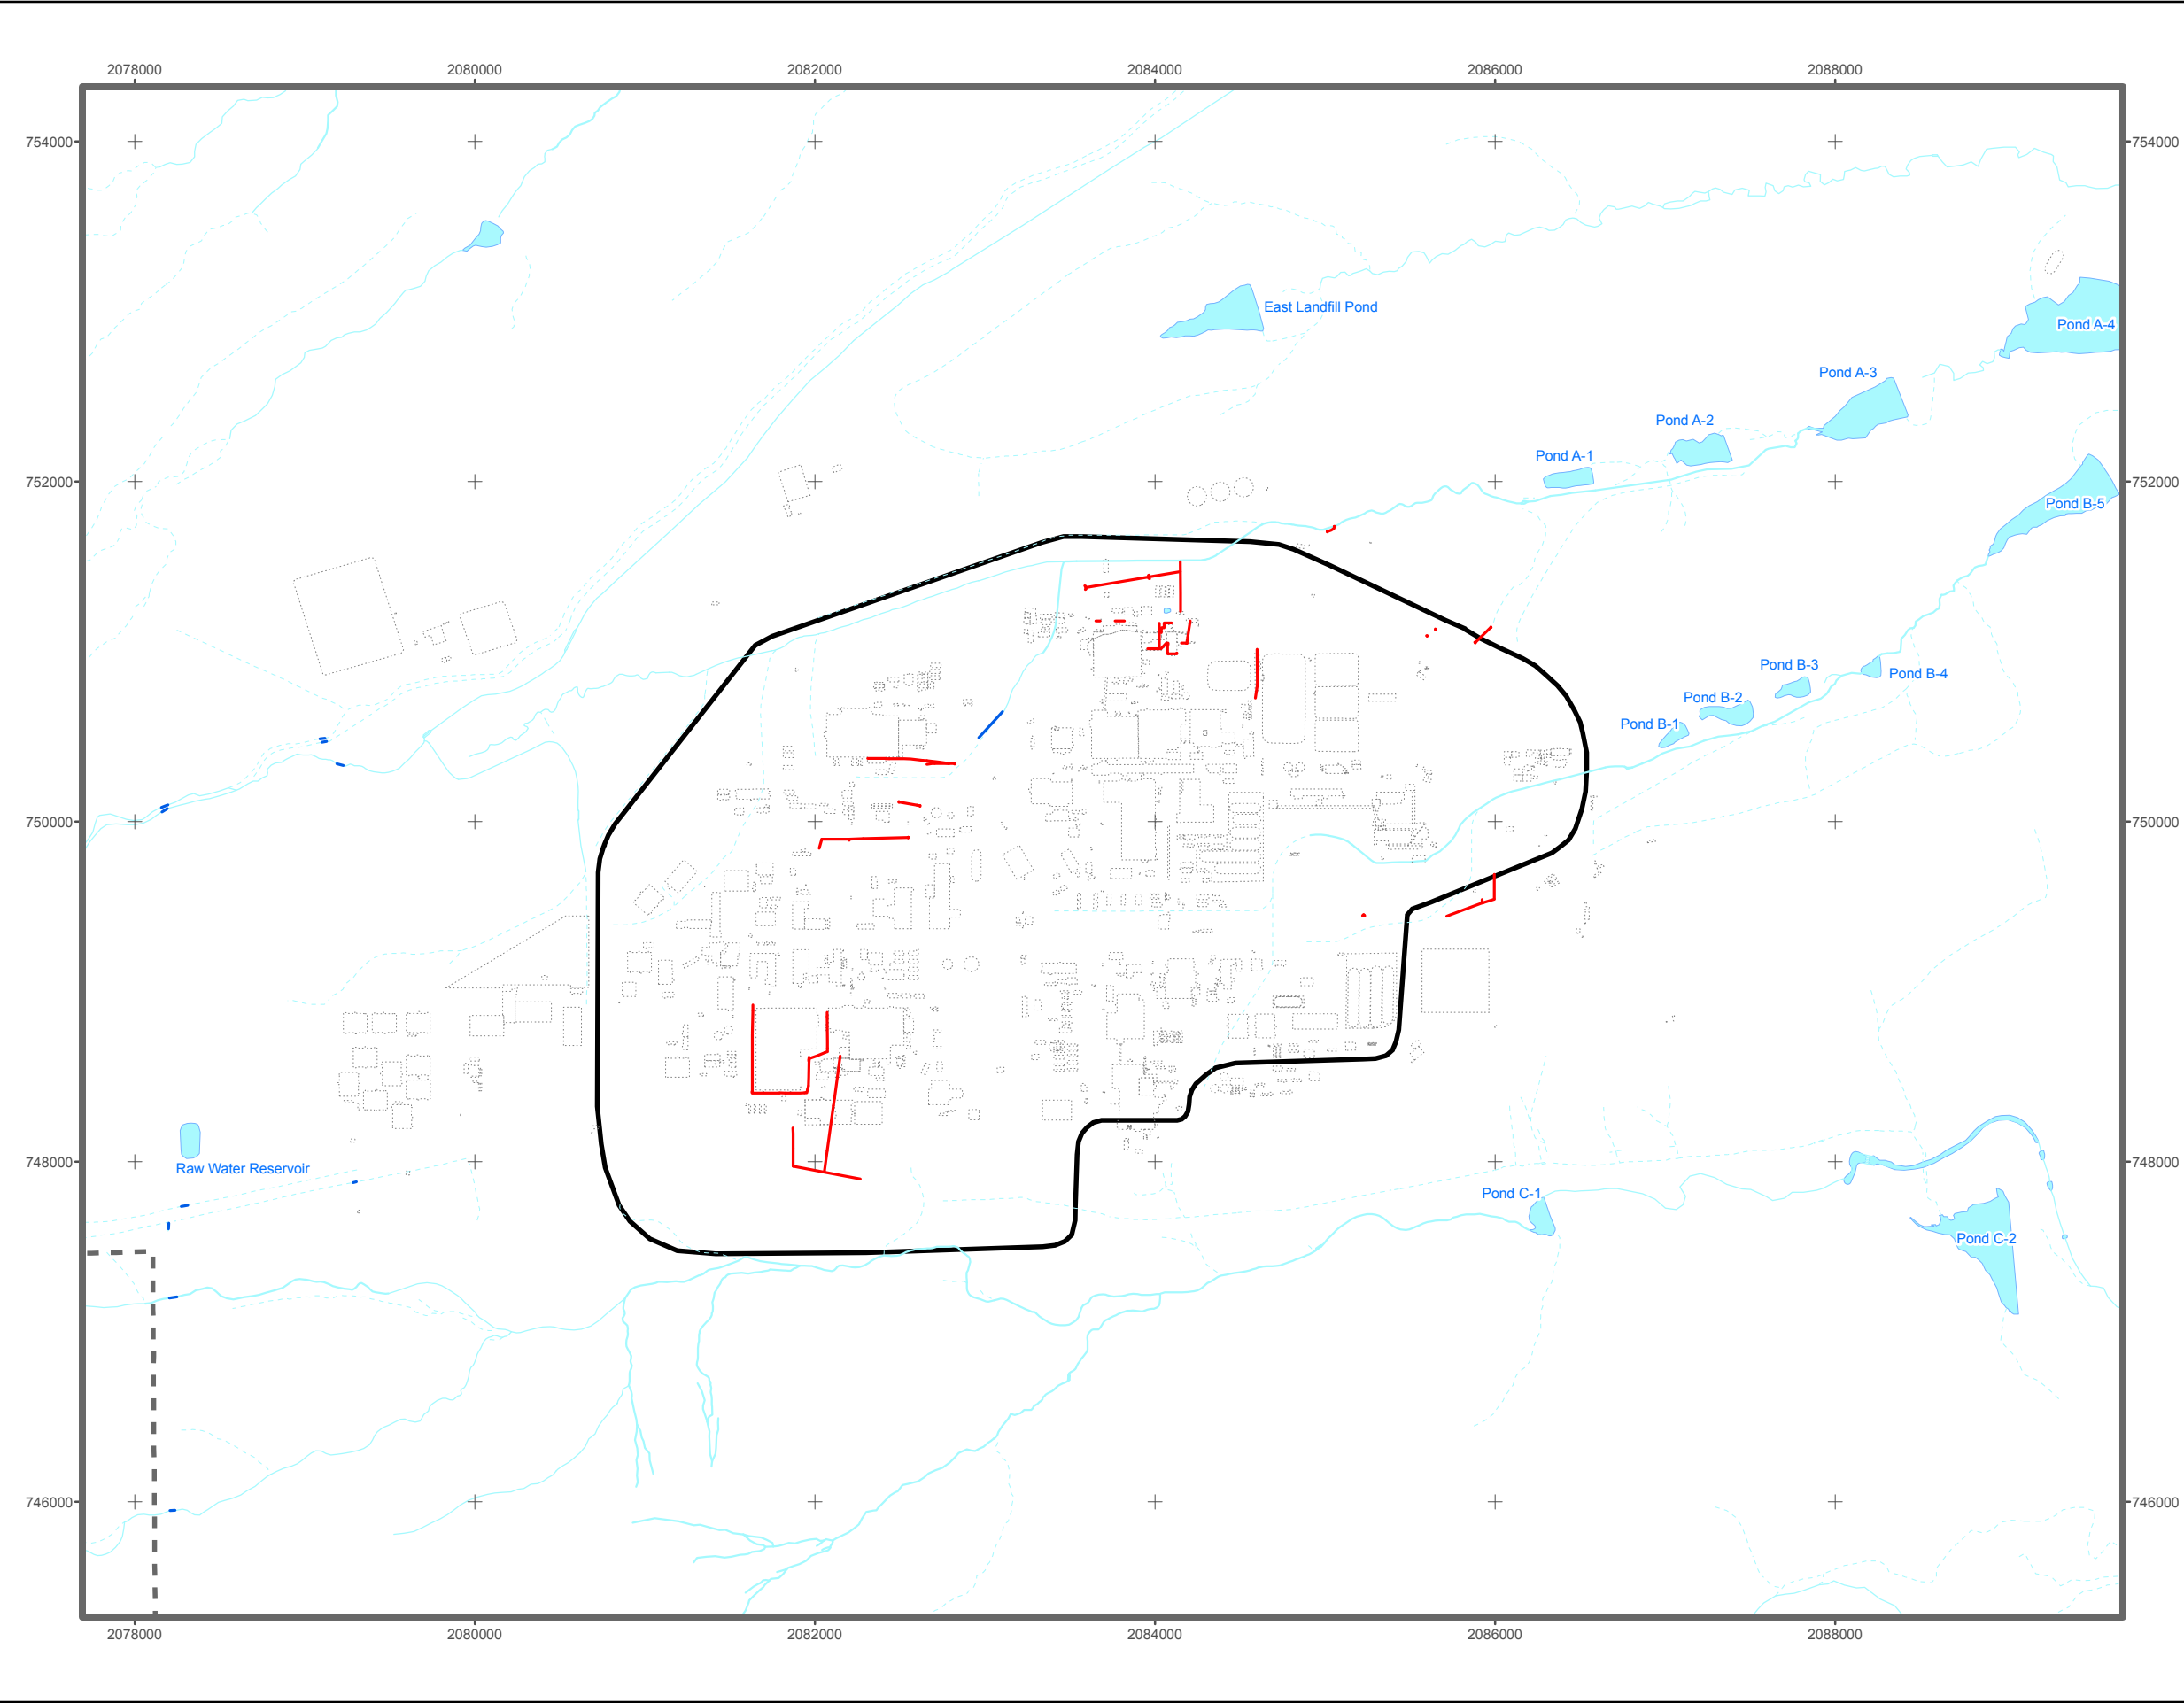 2078000 2080000 2082000 2084000 2086000 2088000
754000 754000
East Landfill Pond
Pond A-4
Pond A-3
Pond A-2
Pond A-1
752000 752000
Pond B-5
Pond B-3
Pond B-4
Pond B-2
Pond B-1
750000 750000
748000 748000
Raw Water Reservoir
Pond C-1
Pond C-2
746000 746000
2078000 2080000 2082000 2084000 2086000 2088000